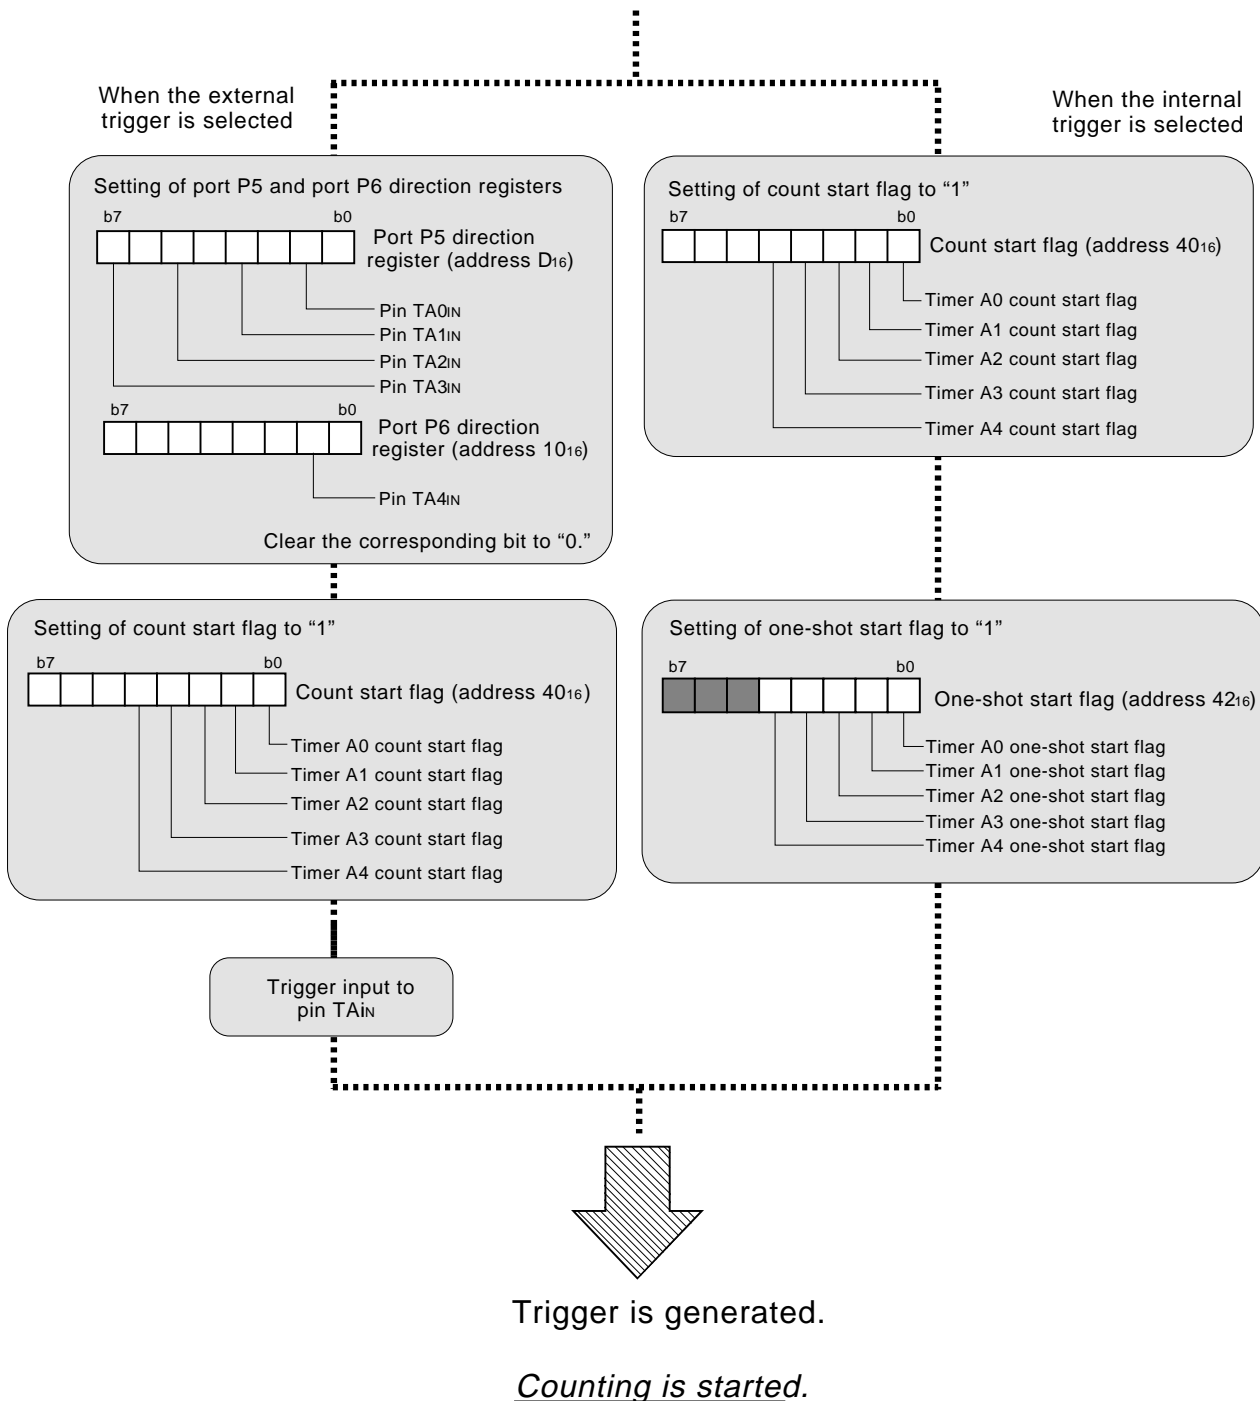 When the external
trigger is selected
When the internal
trigger is selected
Setting of port P5 and port P6 direction registers
b7 b0
Port P5 direction
register (address D16)
Pin TA0IN
Pin TA1IN
Pin TA2IN
Pin TA3IN
b7 b0
Port P6 direction
register (address 1016)
Pin TA4IN
Clear the corresponding bit to “0.”
Setting of count start flag to “1”
b7 b0
Count start flag (address 4016)
Timer A0 count start flag
Timer A1 count start flag
Timer A2 count start flag
Timer A3 count start flag
Timer A4 count start flag
Trigger input to
pin TAiIN
Setting of count start flag to “1”
b7 b0
Count start flag (address 4016)
Timer A0 count start flag
Timer A1 count start flag
Timer A2 count start flag
Timer A3 count start flag
Timer A4 count start flag
Setting of one-shot start flag to “1”
b7 b0
One-shot start flag (address 4216)
Timer A0 one-shot start flag
Timer A1 one-shot start flag
Timer A2 one-shot start flag
Timer A3 one-shot start flag
Timer A4 one-shot start flag
Trigger is generated.
Counting is started.